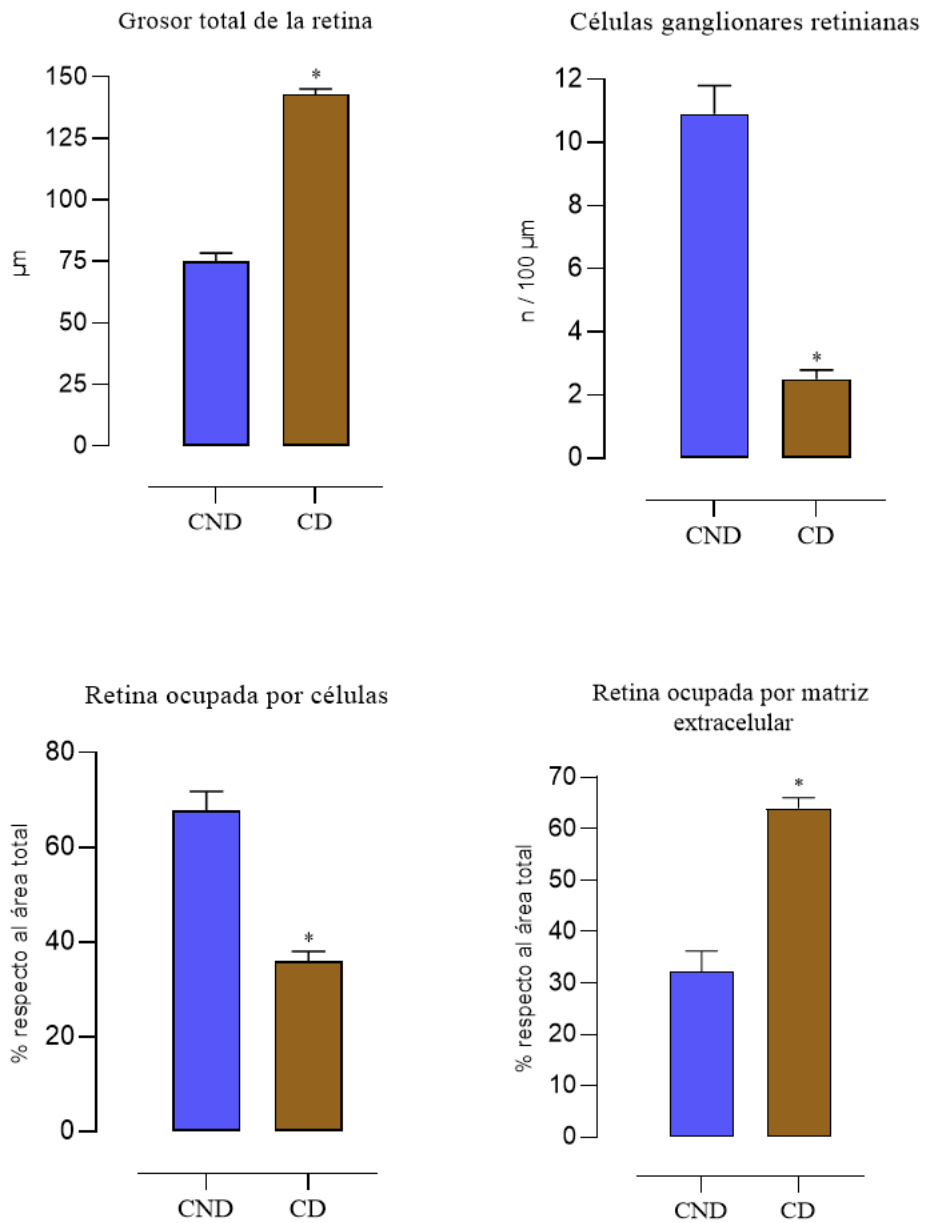 Grosor total de la retina
µm
150
125
100
75
50
25
0
*
CND
CD
Células ganglionares retinianas
n / 100 µm
12
10
8
6
4
2
0
*
CND
CD
Retina ocupada por células
% respecto al área total
80
60
40
20
0
*
CND
CD
Retina ocupada por matriz
extracelular
% respecto al área total
70
60
50
40
30
20
10
0
*
CND
CD